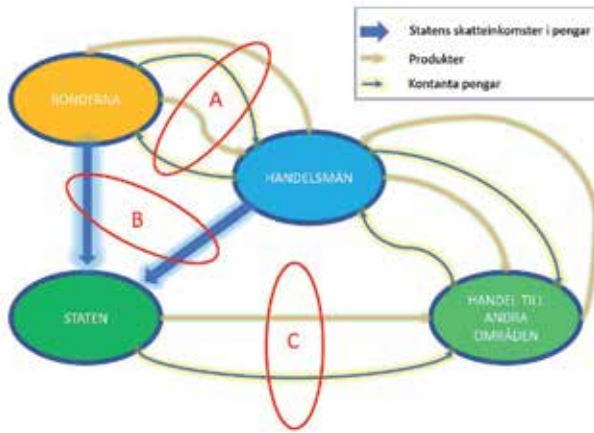 Statens skatteinkomster i pengar
Produkter
Kontanta pengar
BÖNDERNA
A
HANDELSMÄN
B
STATEN
C
HANDEL TILL
ANDRA
OMRÅDEN